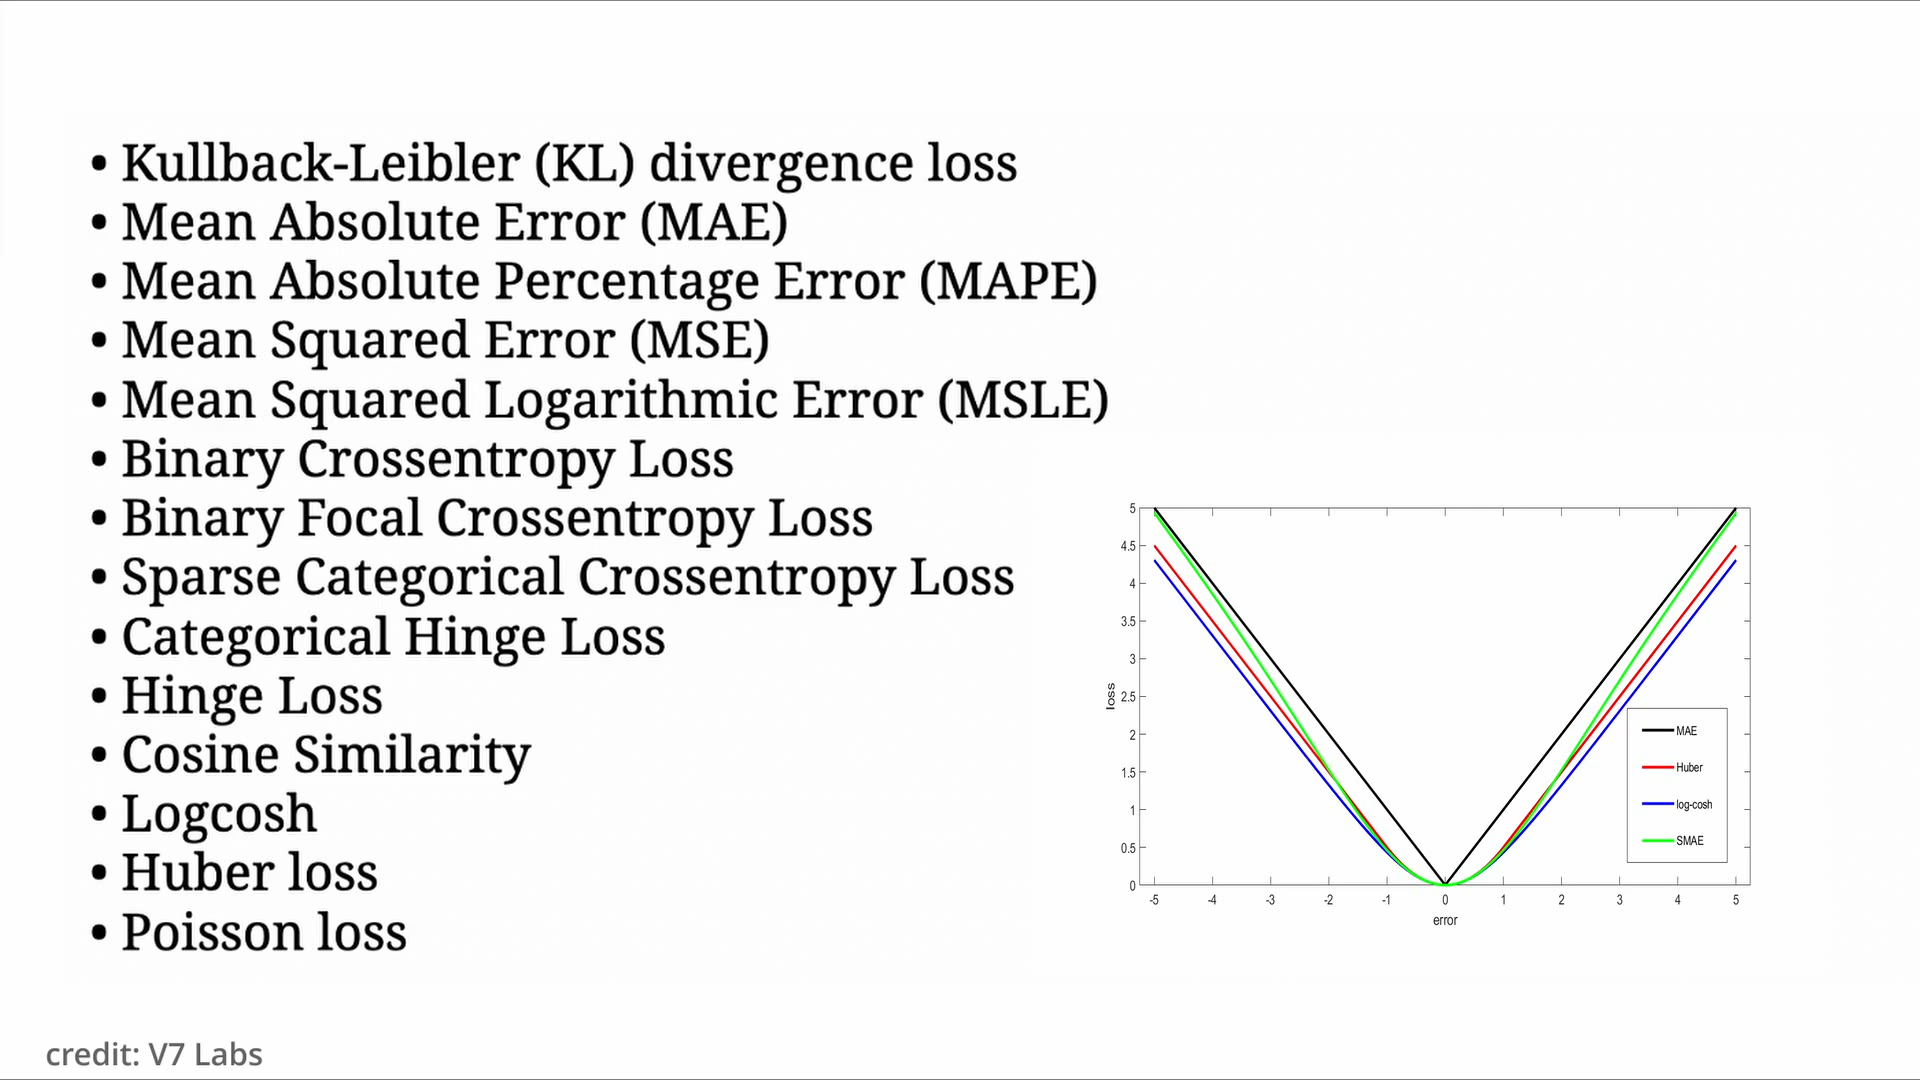 • Kullback-Leibler (KL) divergence loss
• Mean Absolute Error (MAE)
• Mean Absolute Percentage Error (MAPE)
• Mean Squared Error (MSE)
• Mean Squared Logarithmic Error (MSLE)
• Binary Crossentropy Loss
• Binary Focal Crossentropy Loss
• Sparse Categorical Crossentropy Loss
• Categorical Hinge Loss
• Hinge Loss
• Cosine Similarity
• Logcosh
• Huber loss
• Poisson loss
5
4.5
4
3.5
3
2.5
2
1.5
1
0.5
0
loss
-5 -4 -3 -2 -1 0 1 2 3 4 5
error
MAE
Huber
log-cosh
SMAE
credit: V7 Labs